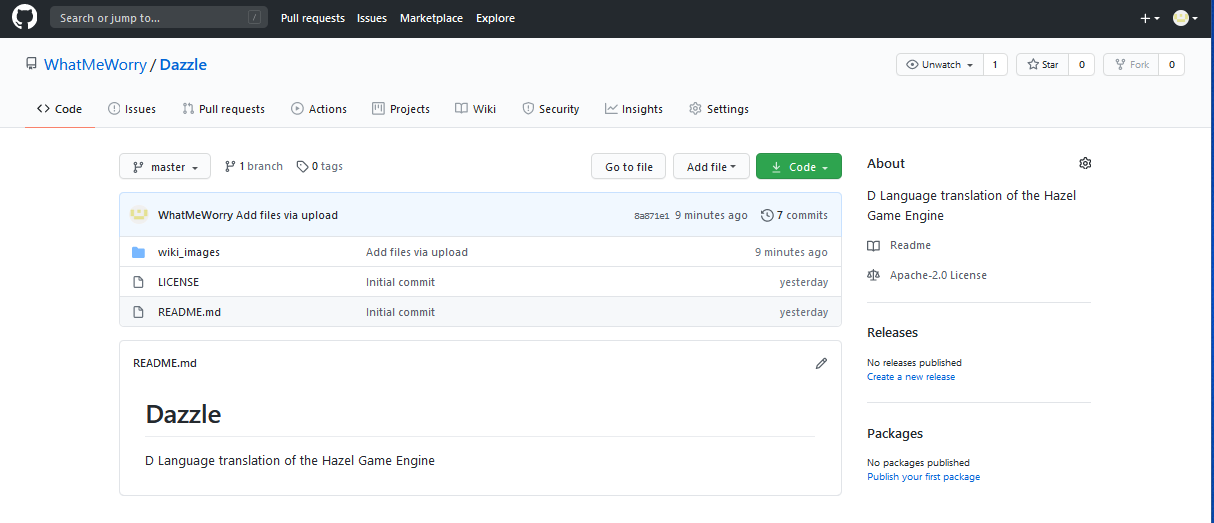 Search or jump to... / Pull requests Issues Marketplace Explore
WhatMeWorry / Dazzle Unwatch 1 Star 0 Fork 0
Code Issues Pull requests Actions Projects Wiki Security Insights Settings
master 1 branch 0 tags Go to file Add file Code
WhatMeWorry Add files via upload 8a871e1 9 minutes ago 7 commits
wiki_images Add files via upload 9 minutes ago
LICENSE Initial commit yesterday
README.md Initial commit yesterday
README.md
Dazzle
D Language translation of the Hazel Game Engine
About
D Language translation of the Hazel
Game Engine
Readme
Apache-2.0 License
Releases
No releases published
Create a new release
Packages
No packages published
Publish your first package